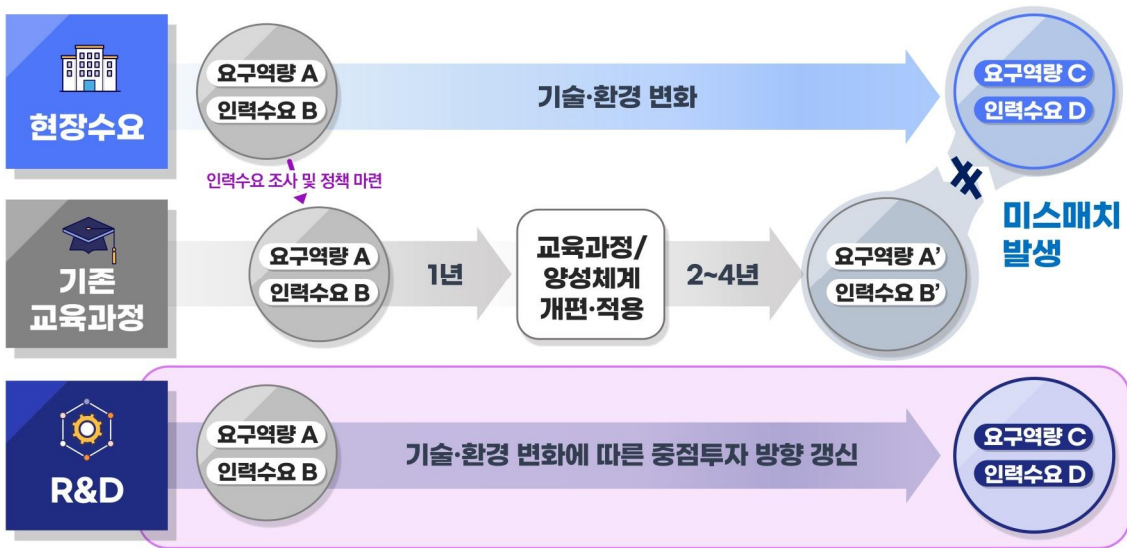 현장수요
요구역량 A
인력수요 B
기술·환경 변화
요구역량 C
인력수요 D
인력수요 조사 및 정책 마련
미스매치
발생
기존
교육과정
요구역량 A
인력수요 B
1년
교육과정/
양성체계
개편·적용
2~4년
요구역량 A’
인력수요 B’
R&D
요구역량 A
인력수요 B
기술·환경 변화에 따른 중점투자 방향 갱신
요구역량 C
인력수요 D